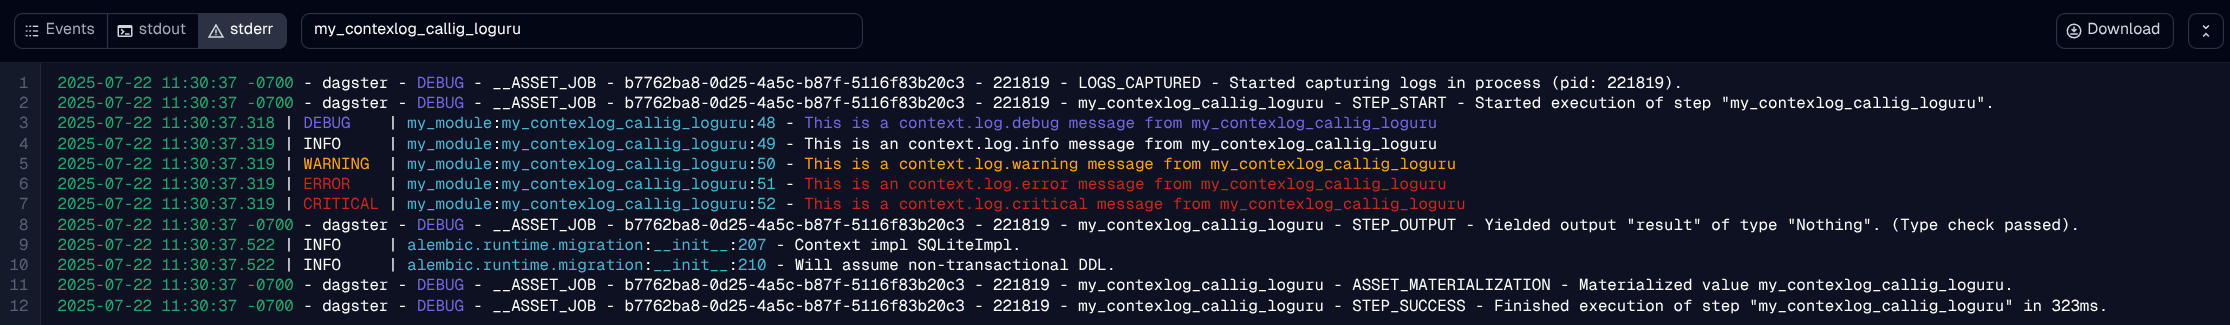 Events stdout stderr my_contexlog_callig_loguru Download
1 2025-07-22 11:30:37 -0700 - dagster - DEBUG - __ASSET_JOB - b7762ba8-0d25-4a5c-b87f-5116f83b20c3 - 221819 - LOGS_CAPTURED - Started capturing logs in process (pid: 221819).
2 2025-07-22 11:30:37 -0700 - dagster - DEBUG - __ASSET_JOB - b7762ba8-0d25-4a5c-b87f-5116f83b20c3 - 221819 - my_contexlog_callig_loguru - STEP_START - Started execution of step "my_contexlog_callig_loguru".
3 2025-07-22 11:30:37.318 | DEBUG    | my_module:my_contexlog_callig_loguru:48 - This is a context.log.debug message from my_contexlog_callig_loguru
4 2025-07-22 11:30:37.319 | INFO     | my_module:my_contexlog_callig_loguru:49 - This is an context.log.info message from my_contexlog_callig_loguru
5 2025-07-22 11:30:37.319 | WARNING  | my_module:my_contexlog_callig_loguru:50 - This is a context.log.warning message from my_contexlog_callig_loguru
6 2025-07-22 11:30:37.319 | ERROR    | my_module:my_contexlog_callig_loguru:51 - This is an context.log.error message from my_contexlog_callig_loguru
7 2025-07-22 11:30:37.319 | CRITICAL | my_module:my_contexlog_callig_loguru:52 - This is a context.log.critical message from my_contexlog_callig_loguru
8 2025-07-22 11:30:37 -0700 - dagster - DEBUG - __ASSET_JOB - b7762ba8-0d25-4a5c-b87f-5116f83b20c3 - 221819 - my_contexlog_callig_loguru - STEP_OUTPUT - Yielded output "result" of type "Nothing". (Type check passed).
9 2025-07-22 11:30:37.522 | INFO     | alembic.runtime.migration:__init__:207 - Context impl SQLiteImpl.
10 2025-07-22 11:30:37.522 | INFO     | alembic.runtime.migration:__init__:210 - Will assume non-transactional DDL.
11 2025-07-22 11:30:37 -0700 - dagster - DEBUG - __ASSET_JOB - b7762ba8-0d25-4a5c-b87f-5116f83b20c3 - 221819 - my_contexlog_callig_loguru - ASSET_MATERIALIZATION - Materialized value my_contexlog_callig_loguru.
12 2025-07-22 11:30:37 -0700 - dagster - DEBUG - __ASSET_JOB - b7762ba8-0d25-4a5c-b87f-5116f83b20c3 - 221819 - my_contexlog_callig_loguru - STEP_SUCCESS - Finished execution of step "my_contexlog_callig_loguru" in 323ms.